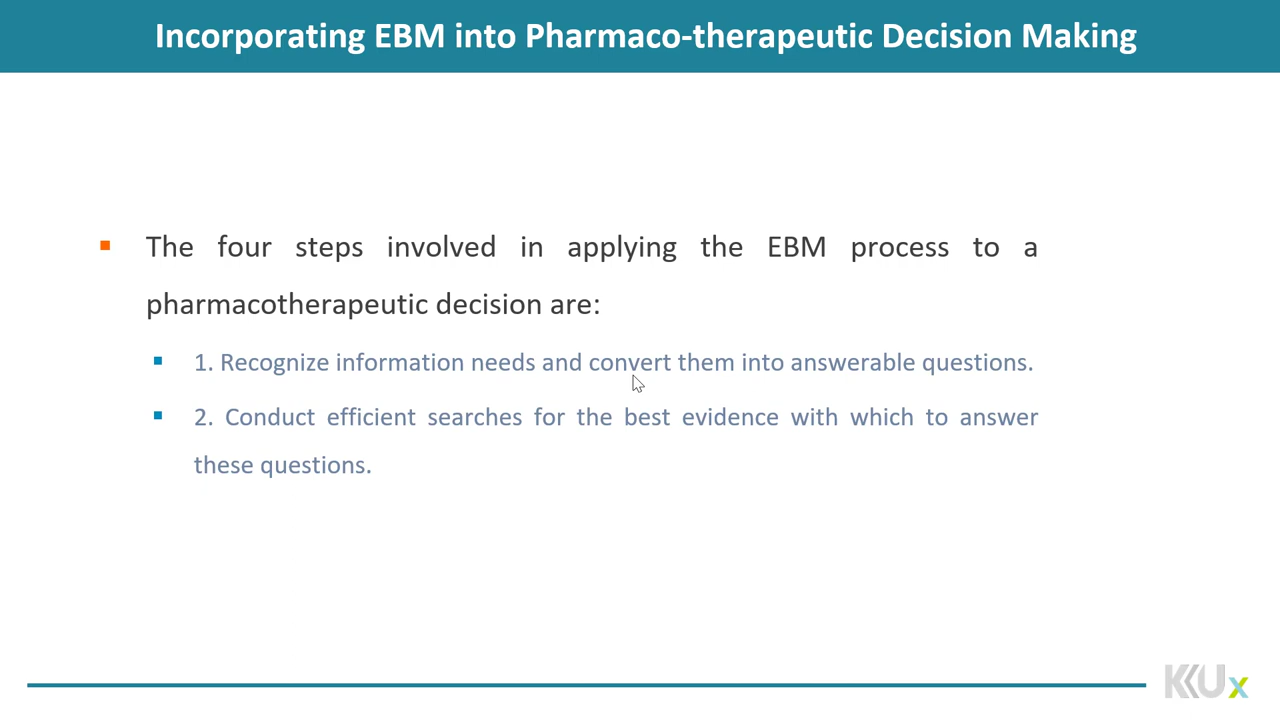 Incorporating EBM into Pharmaco-therapeutic Decision Making
The four steps involved in applying the EBM process to a
pharmacotherapeutic decision are:
1. Recognize information needs and convert them into answerable questions.
2. Conduct efficient searches for the best evidence with which to answer
these questions.
KKUx